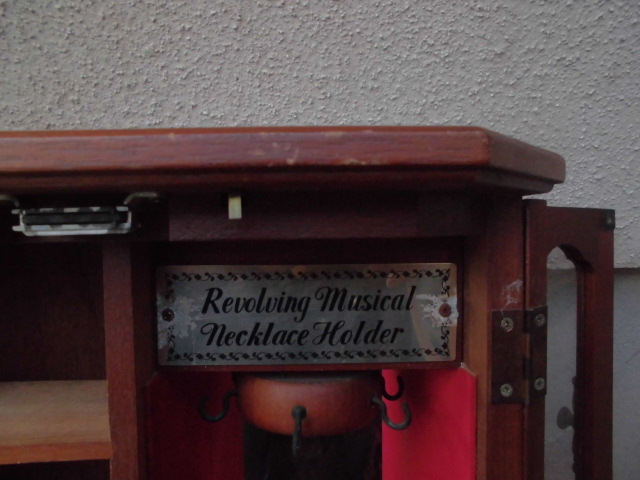 Revolving Musical
Necklace Holder